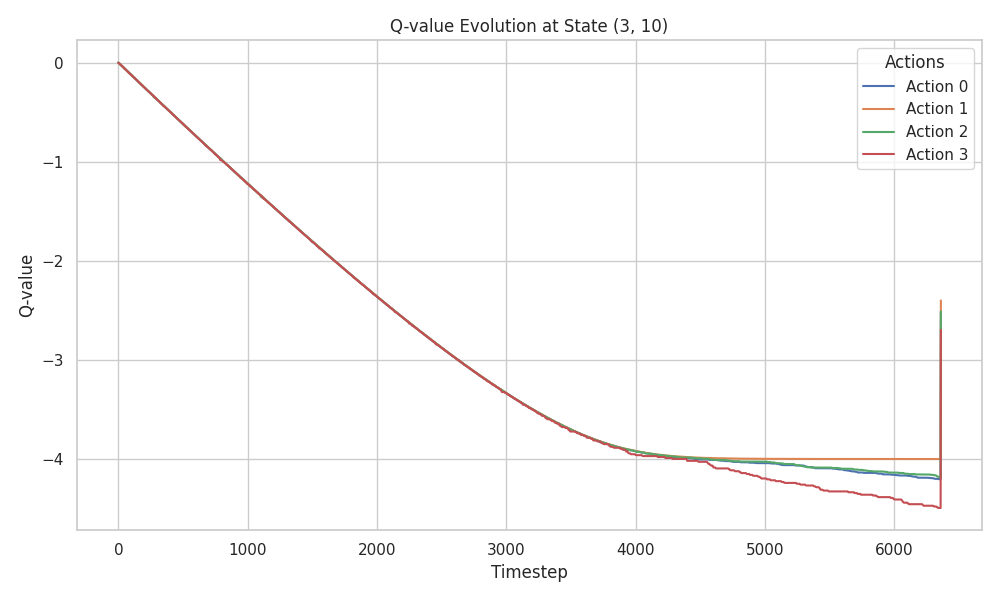 Q-value Evolution at State (3, 10)
Actions
Action 0
Action 1
Action 2
Action 3
Q-value
0
−1
−2
−3
−4
0
1000
2000
3000
4000
5000
6000
Timestep